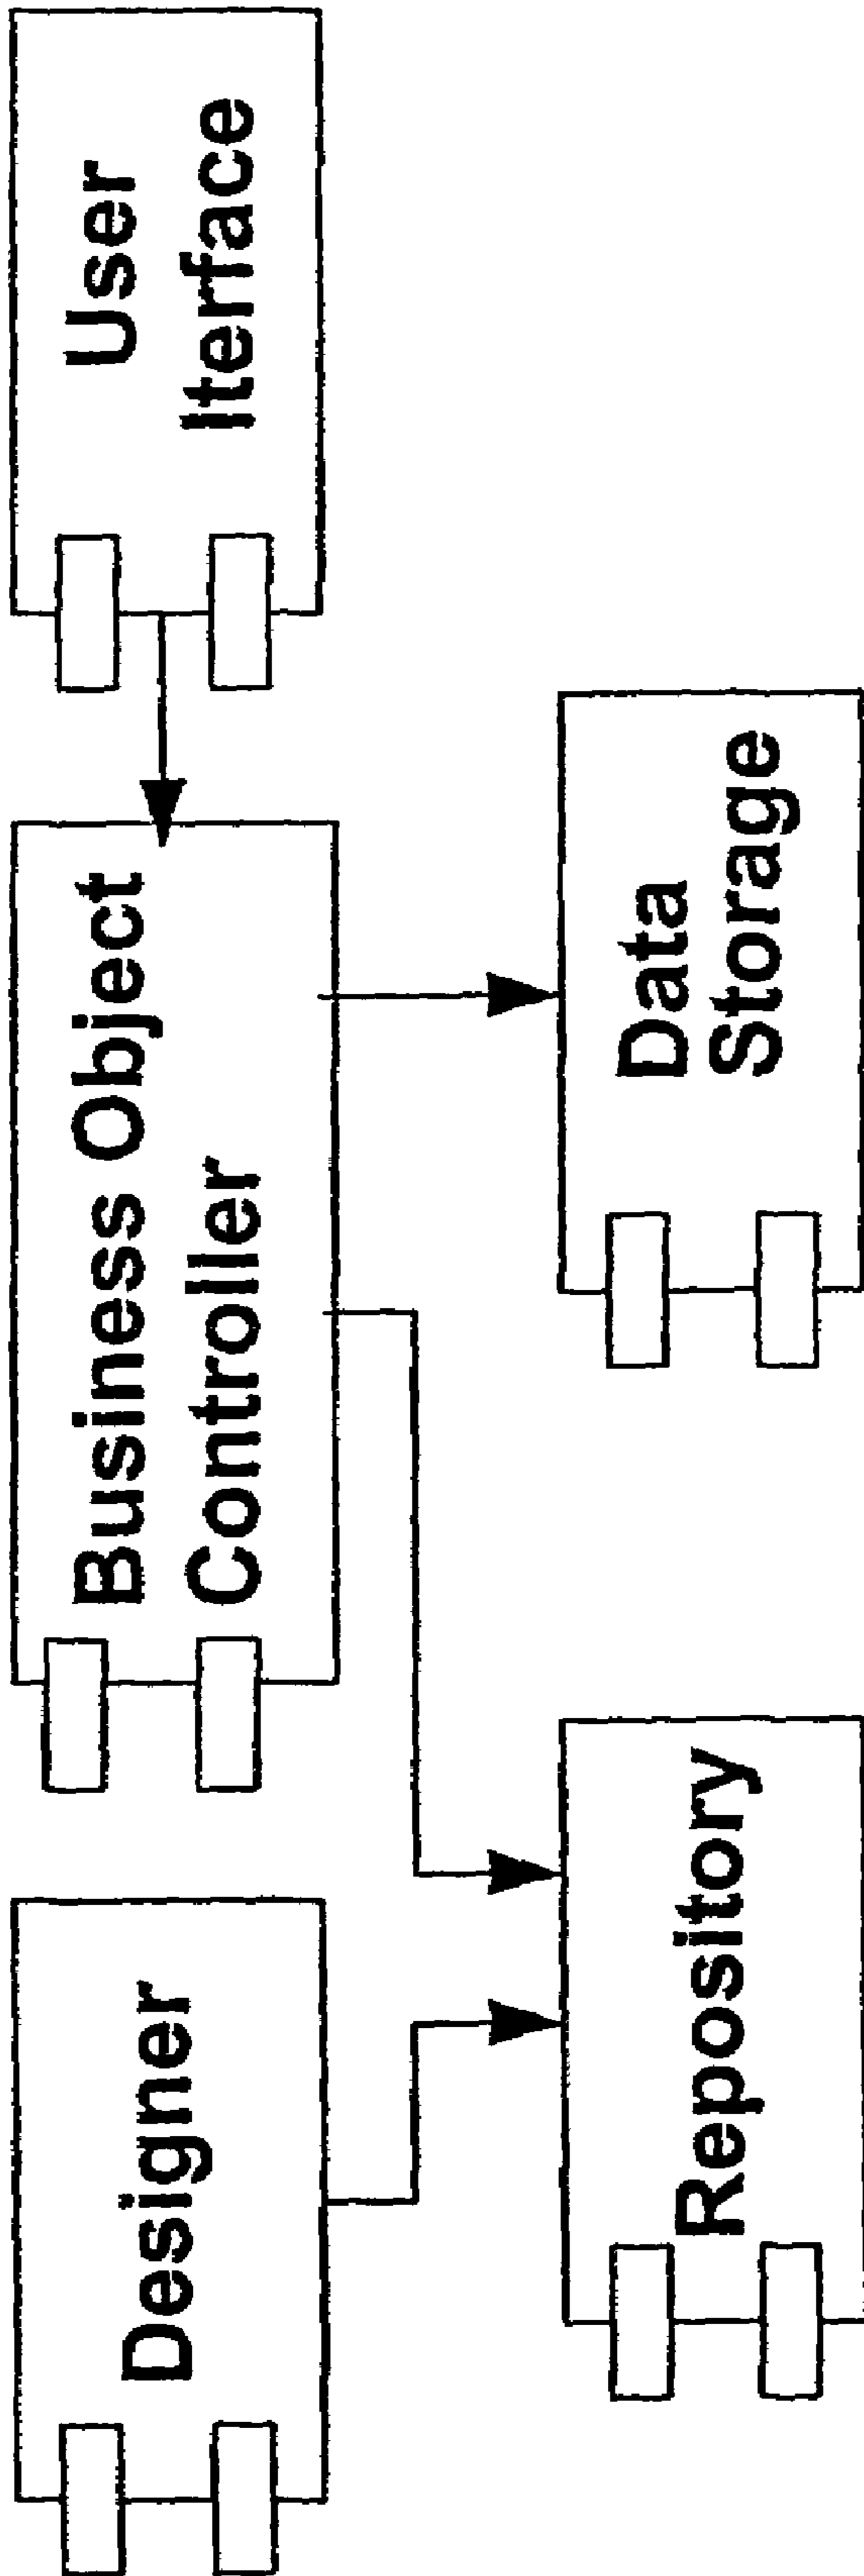 Designer
Business Object
Controller
User
Iterface
Repository
Data
Storage